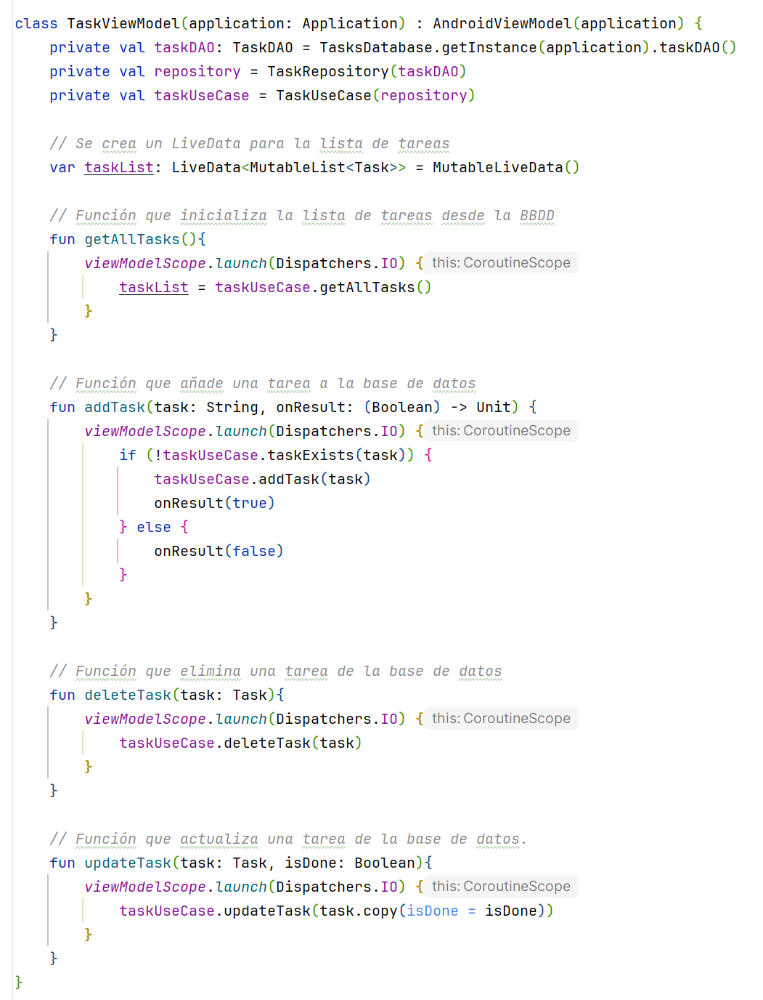 class TaskViewModel(application: Application) : AndroidViewModel(application) {
    private val taskDAO: TaskDAO = TasksDatabase.getInstance(application).taskDAO()
    private val repository = TaskRepository(taskDAO)
    private val taskUseCase = TaskUseCase(repository)

    // Se crea un LiveData para la lista de tareas
    var taskList: LiveData<MutableList<Task>> = MutableLiveData()

    // Función que inicializa la lista de tareas desde la BBDD
    fun getAllTasks(){
        viewModelScope.launch(Dispatchers.IO) { this: CoroutineScope
            taskList = taskUseCase.getAllTasks()
        }
    }

    // Función que añade una tarea a la base de datos
    fun addTask(task: String, onResult: (Boolean) -> Unit) {
        viewModelScope.launch(Dispatchers.IO) { this: CoroutineScope
            if (!taskUseCase.taskExists(task)) {
                taskUseCase.addTask(task)
                onResult(true)
            } else {
                onResult(false)
            }
        }
    }

    // Función que elimina una tarea de la base de datos
    fun deleteTask(task: Task){
        viewModelScope.launch(Dispatchers.IO) { this: CoroutineScope
            taskUseCase.deleteTask(task)
        }
    }

    // Función que actualiza una tarea de la base de datos.
    fun updateTask(task: Task, isDone: Boolean){
        viewModelScope.launch(Dispatchers.IO) { this: CoroutineScope
            taskUseCase.updateTask(task.copy(isDone = isDone))
        }
    }
}